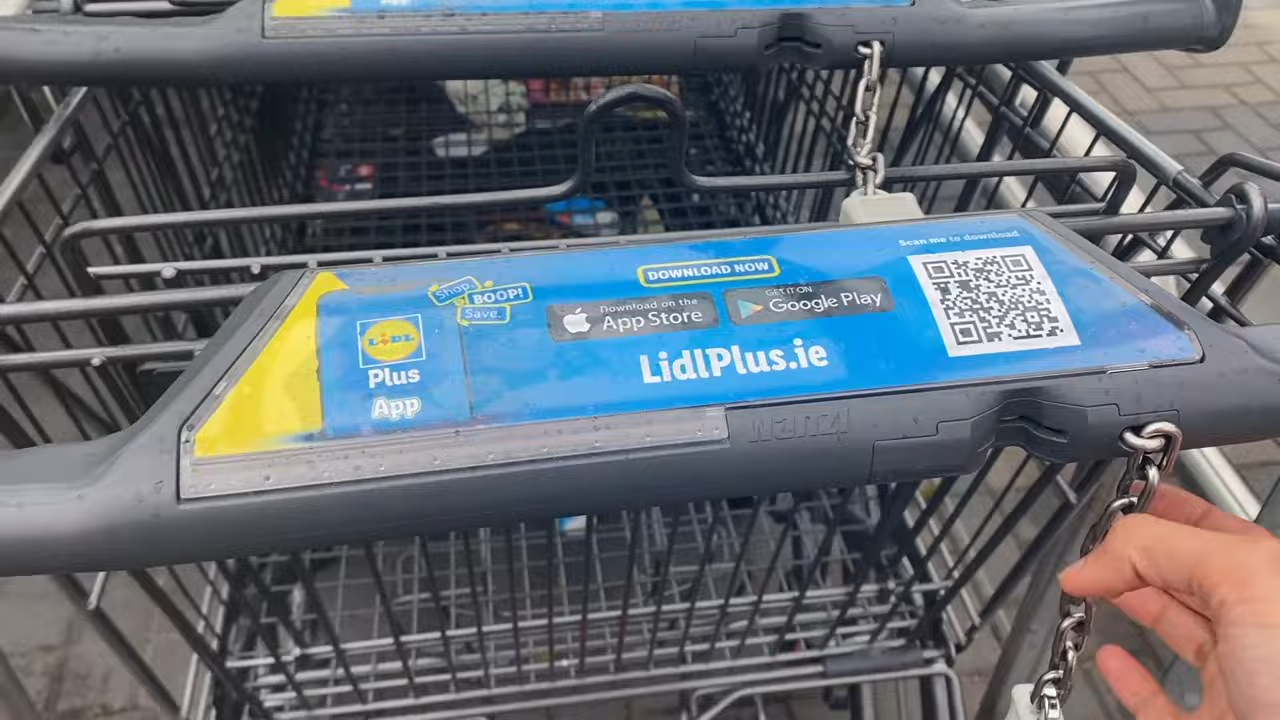 Shop.
BOOP!
Save.
LIDL
Plus
App
DOWNLOAD NOW
Download on the
App Store
GET IT ON
Google Play
LidlPlus.ie
Scan me to download
wanzl